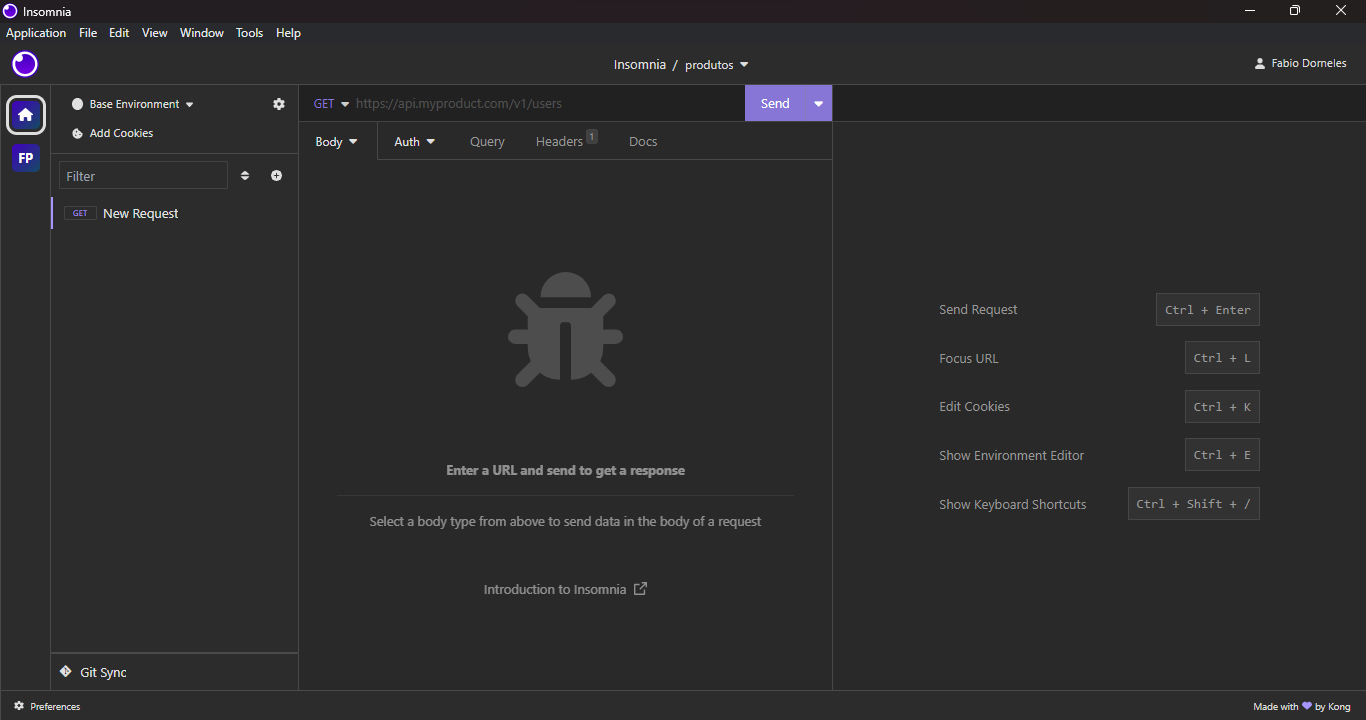 Insomnia
Application File Edit View Window Tools Help
Insomnia / produtos
Fabio Dorneles
Base Environment
Add Cookies
FP
Filter
GET New Request
Git Sync
GET https://api.myproduct.com/v1/users
Send
Body Auth Query Headers 1 Docs
Enter a URL and send to get a response
Select a body type from above to send data in the body of a request
Introduction to Insomnia
Send Request Ctrl + Enter
Focus URL Ctrl + L
Edit Cookies Ctrl + K
Show Environment Editor Ctrl + E
Show Keyboard Shortcuts Ctrl + Shift + /
Preferences
Made with 💜 by Kong